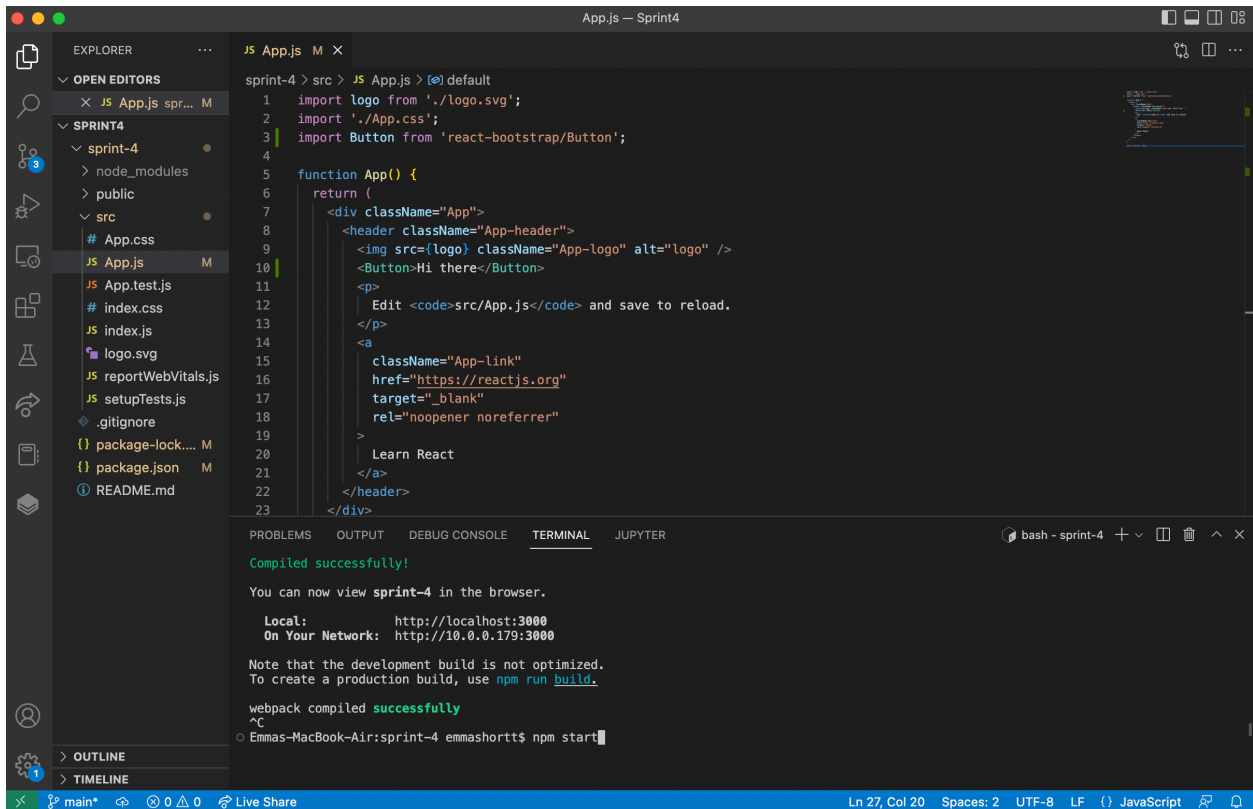 App.js — Sprint4
EXPLORER ···
OPEN EDITORS
JS App.js spr... M
SPRINT4
sprint-4
node_modules
public
src
# App.css
JS App.js M
JS App.test.js
# index.css
JS index.js
logo.svg
JS reportWebVitals.js
JS setupTests.js
.gitignore
{} package-lock.... M
{} package.json M
README.md
OUTLINE
TIMELINE
3
1
JS App.js M
sprint-4 > src > JS App.js > default
1 import logo from './logo.svg';
2 import './App.css';
3 import Button from 'react-bootstrap/Button';
4
5 function App() {
6 return (
7 <div className="App">
8 <header className="App-header">
9 <img src={logo} className="App-logo" alt="logo" />
10 <Button>Hi there</Button>
11 <p>
12 Edit <code>src/App.js</code> and save to reload.
13 </p>
14 <a
15 className="App-link"
16 href="https://reactjs.org"
17 target="_blank"
18 rel="noopener noreferrer"
19 >
20 Learn React
21 </a>
22 </header>
23 </div>
PROBLEMS OUTPUT DEBUG CONSOLE TERMINAL JUPYTER bash - sprint-4
Compiled successfully!
You can now view sprint-4 in the browser.
Local: http://localhost:3000
On Your Network: http://10.0.0.179:3000
Note that the development build is not optimized.
To create a production build, use npm run build.
webpack compiled successfully
^C
Emmas-MacBook-Air:sprint-4 emmashortt$ npm start
main* 0 0 Live Share Ln 27, Col 20 Spaces: 2 UTF-8 LF {} JavaScript